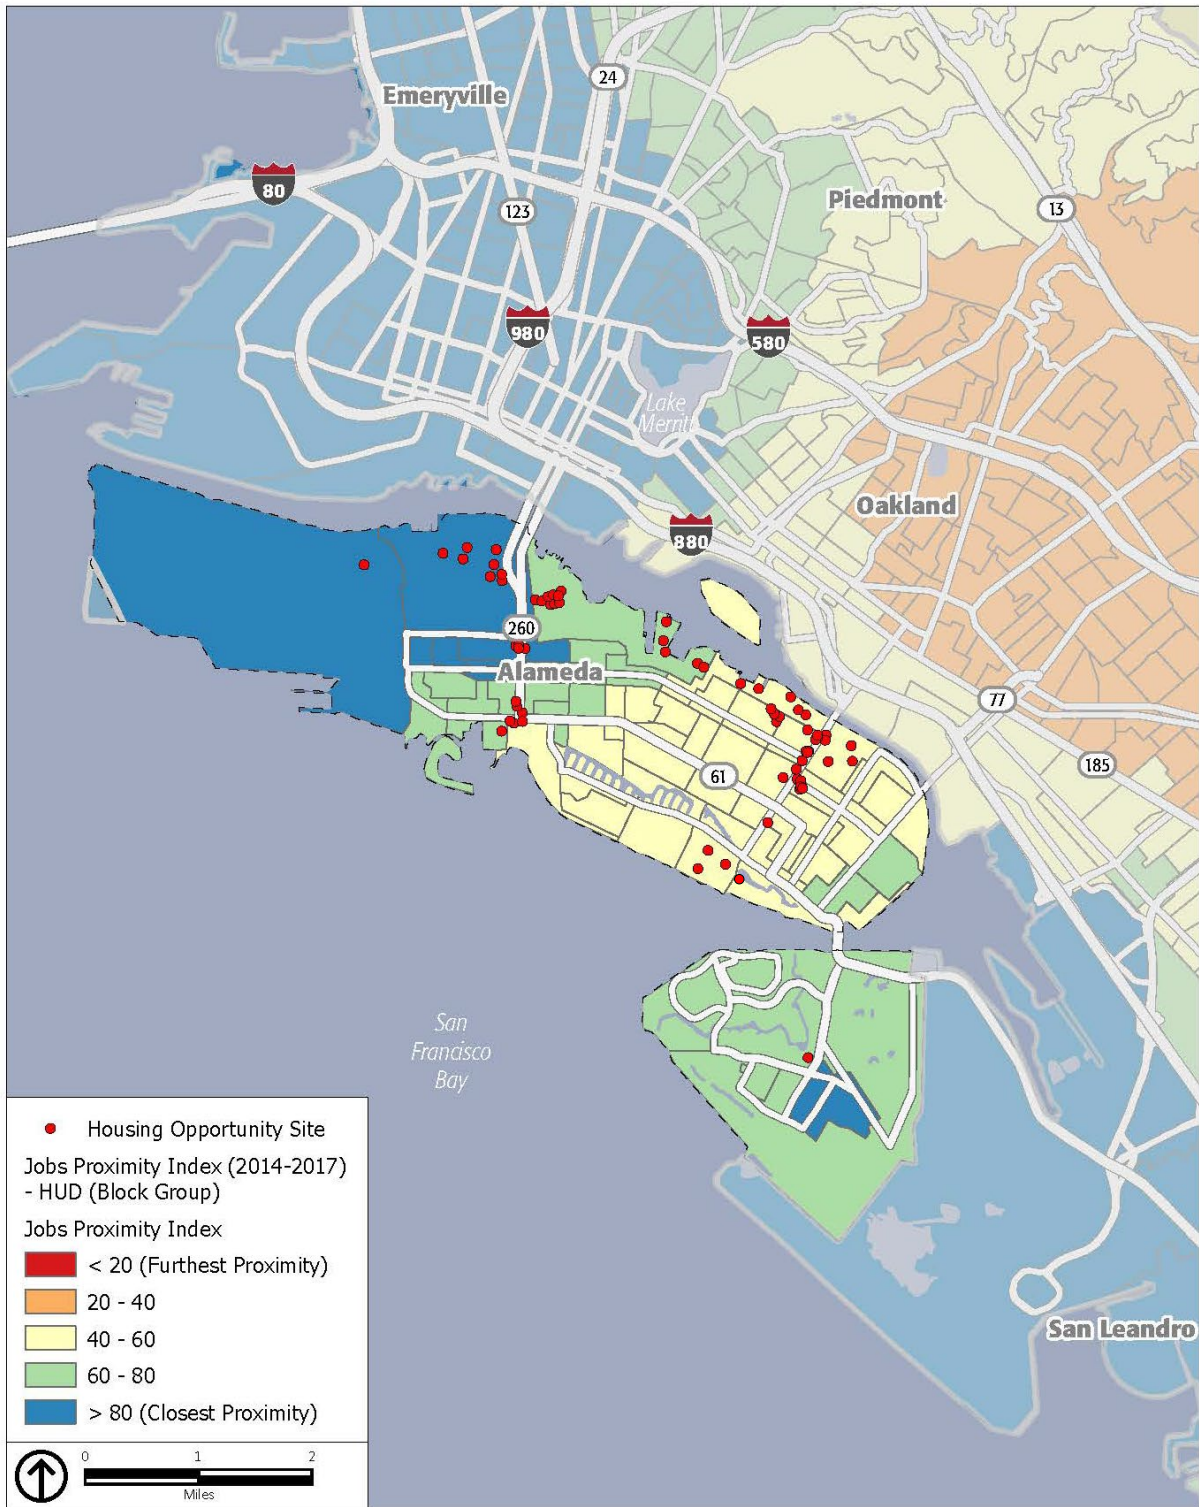 24
Emeryville
80
123
Piedmont
13
980
580
Lake
Merritt
Oakland
880
260
Alameda
77
61
185
San
Francisco
Bay
San Leandro
Housing Opportunity Site
Jobs Proximity Index (2014-2017)
- HUD (Block Group)
Jobs Proximity Index
< 20 (Furthest Proximity)
20 - 40
40 - 60
60 - 80
> 80 (Closest Proximity)
0 1 2
Miles